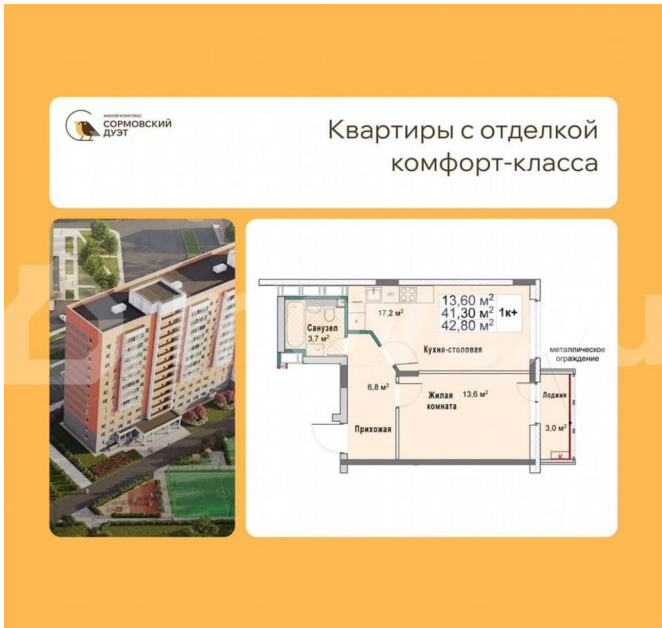 ЖИЛОЙ КОМПЛЕКС
СОРМОВСКИЙ
ДУЭТ
Квартиры с отделкой
комфорт-класса
17,2 м²
13,60 м²
41,30 м²
42,80 м²
1к+
Санузел
3,7 м²
Кухня-столовая
металлическое
ограждение
6,8 м²
Жилая
комната
13,6 м²
Лоджия
3,0 м²
Прихожая